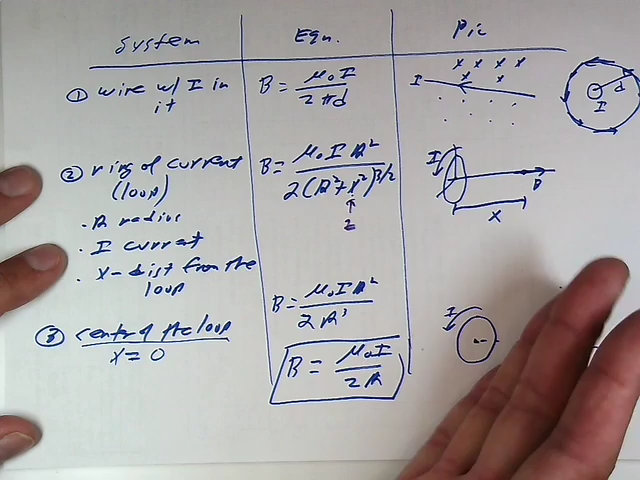 System Eqn. Pic
① wire w/ I in it
B = μ₀I / 2πd
I
x x x x
x x
d
I
② ring of current (loop)
· R radius
· I current
· x - dist from the loop
B = μ₀IR² / 2(R²+x²)^3/2
↑
z
I
x
B = μ₀IR² / 2R³
③ center of the loop
x = 0
B = μ₀I / 2R
I